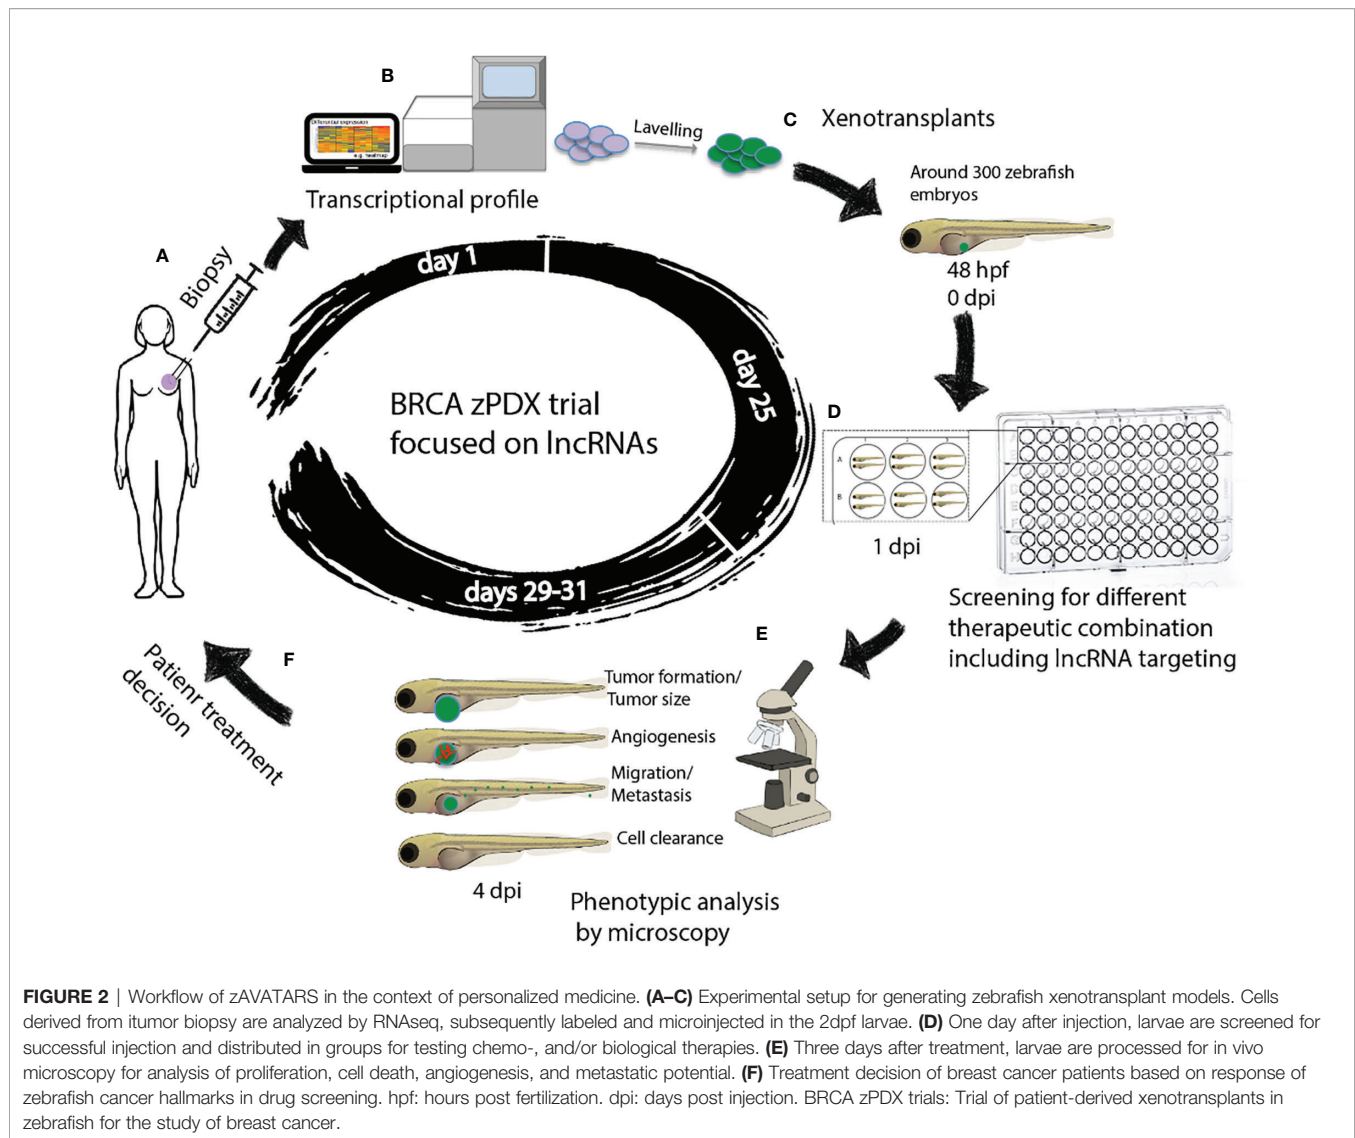 B
Differential expression
e.g. heatmap
Transcriptional profile
Lavelling
C
Xenotransplants
Around 300 zebrafish
embryos
48 hpf
0 dpi
A
Biopsy
day 1
day 25
days 29-31
BRCA zPDX trial
focused on lncRNAs
D
1 2 3
A
B
1 dpi
Screening for different
therapeutic combination
including lncRNA targeting
E
Tumor formation/
Tumor size
Angiogenesis
Migration/
Metastasis
Cell clearance
4 dpi
Phenotypic analysis
by microscopy
F
Patienr treatment
decision
FIGURE 2 | Workflow of zAVATARS in the context of personalized medicine. (A–C) Experimental setup for generating zebrafish xenotransplant models. Cells
derived from itumor biopsy are analyzed by RNAseq, subsequently labeled and microinjected in the 2dpf larvae. (D) One day after injection, larvae are screened for
successful injection and distributed in groups for testing chemo-, and/or biological therapies. (E) Three days after treatment, larvae are processed for in vivo
microscopy for analysis of proliferation, cell death, angiogenesis, and metastatic potential. (F) Treatment decision of breast cancer patients based on response of
zebrafish cancer hallmarks in drug screening. hpf: hours post fertilization. dpi: days post injection. BRCA zPDX trials: Trial of patient-derived xenotransplants in
zebrafish for the study of breast cancer.